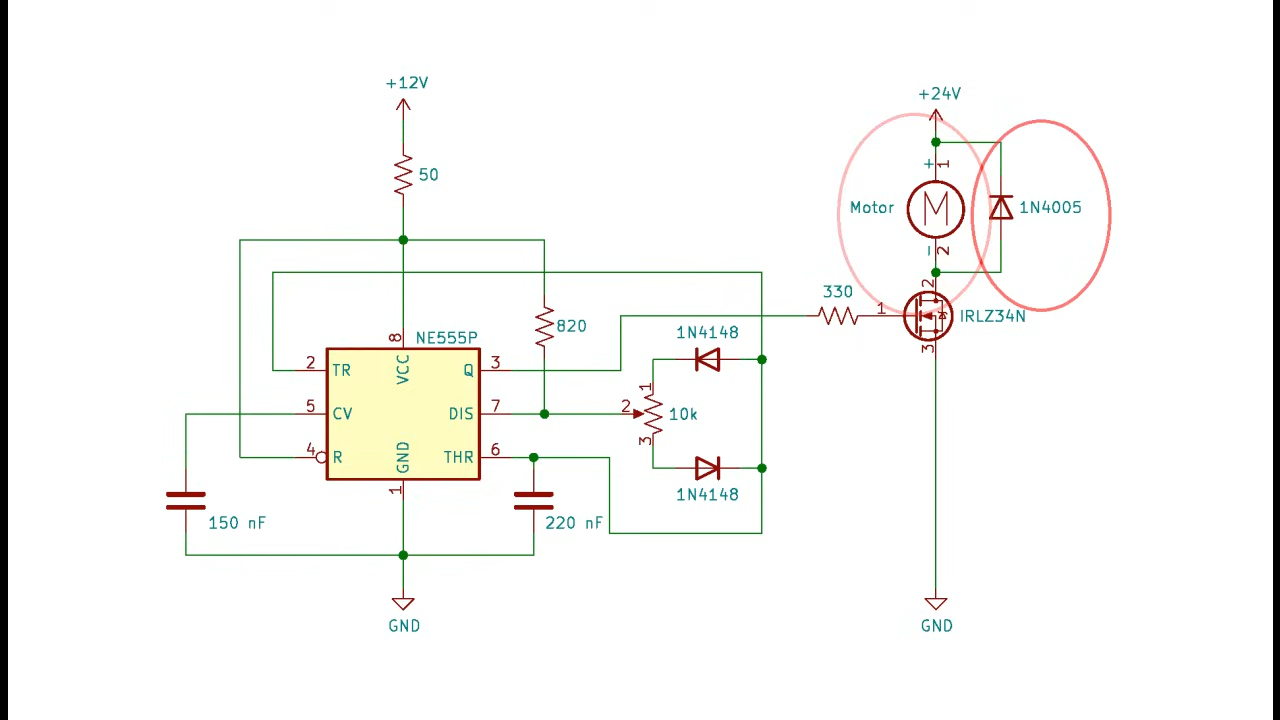 +12V
+24V
50
+
1
Motor
M
1N4005
−
2
330
2
1
IRLZ34N
3
820
1N4148
8
NE555P
2
TR
VCC
Q
3
1
5
CV
DIS
7
2
10k
4
R
GND
THR
6
3
1
1N4148
150 nF
220 nF
GND
GND